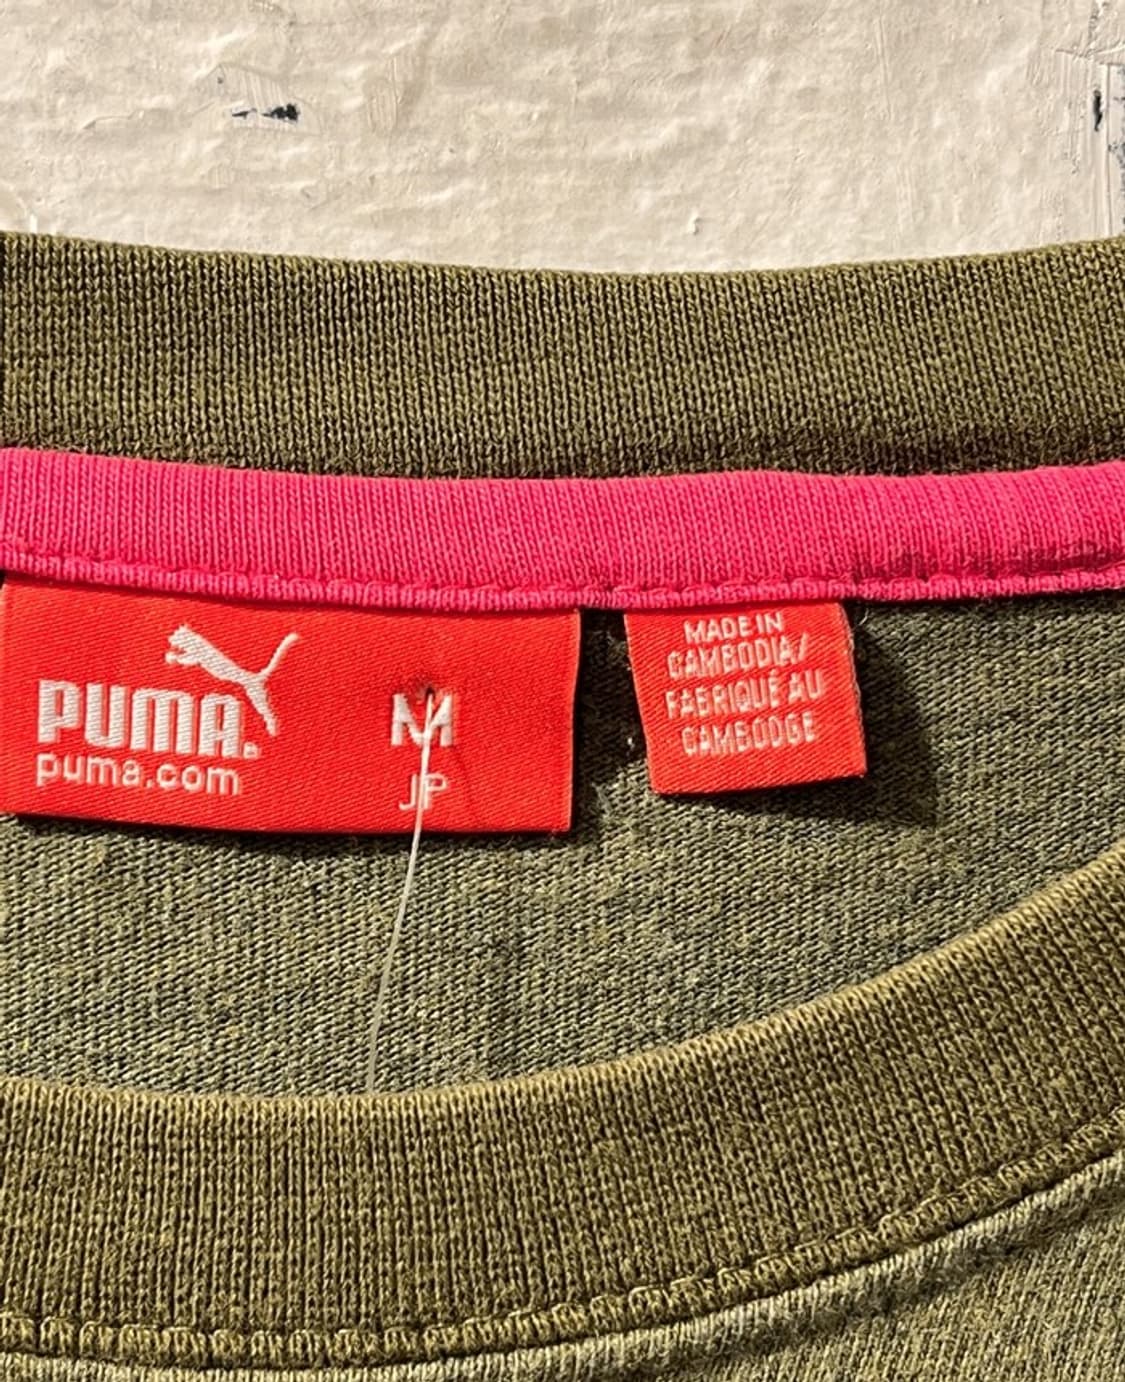 PUMA.
puma.com
M
JP
MADE IN
CAMBODIA/
FABRIQUÉ AU
CAMBODGE